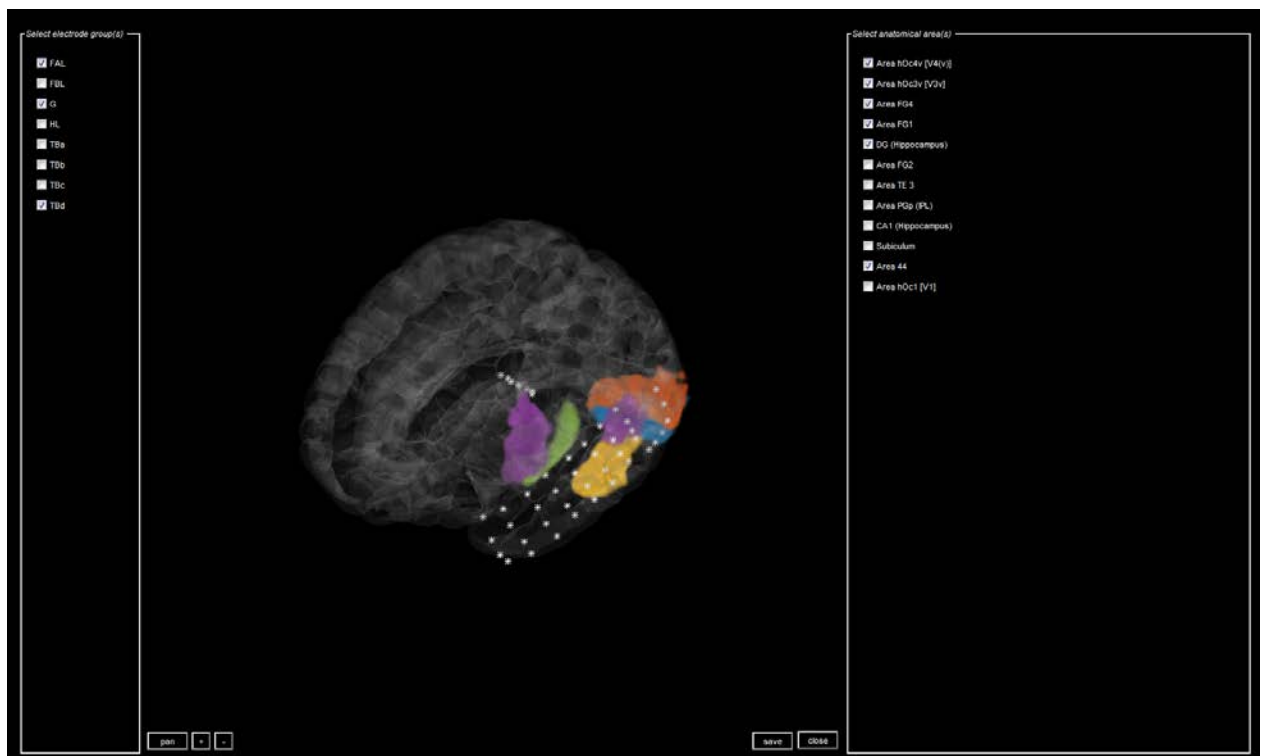 Select electrode group(s)
FAL
FBL
G
HL
TBa
TBb
TBc
TBd
Select anatomical area(s)
Area hOc4v [V4(v)]
Area hOc3v [V3v]
Area FG4
Area FG1
DG (Hippocampus)
Area FG2
Area TE 3
Area PGp (IPL)
CA1 (Hippocampus)
Subiculum
Area 44
Area hOc1 [V1]
pan + -
save close